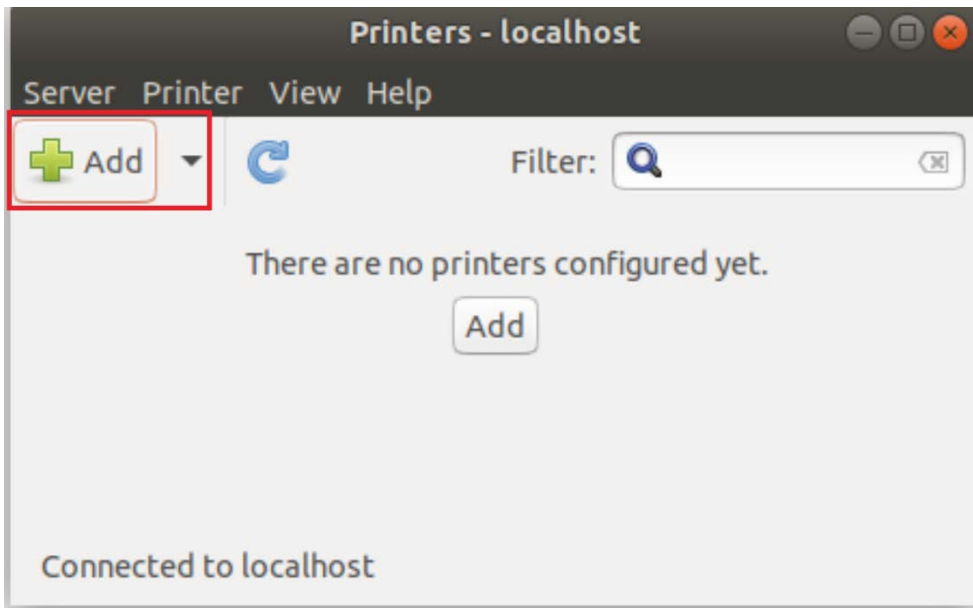 Printers - localhost
Server Printer View Help
Add Filter:
There are no printers configured yet.
Add
Connected to localhost